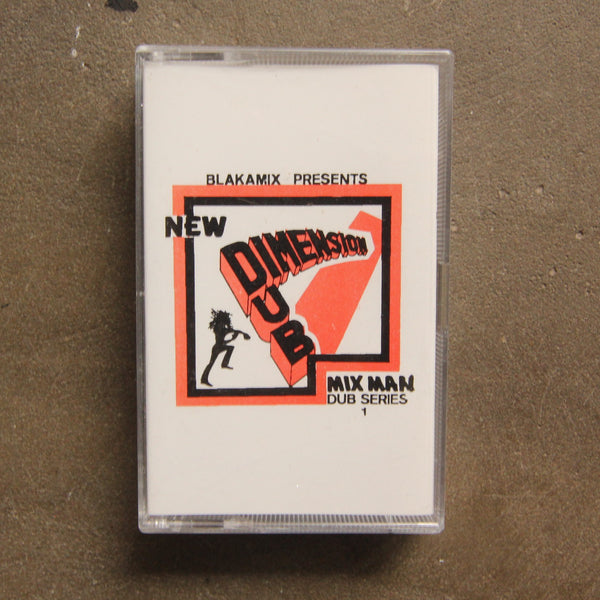 BLAKAMIX PRESENTS
NEW
DIMENSION
DUB
MIX MAN
DUB SERIES
1